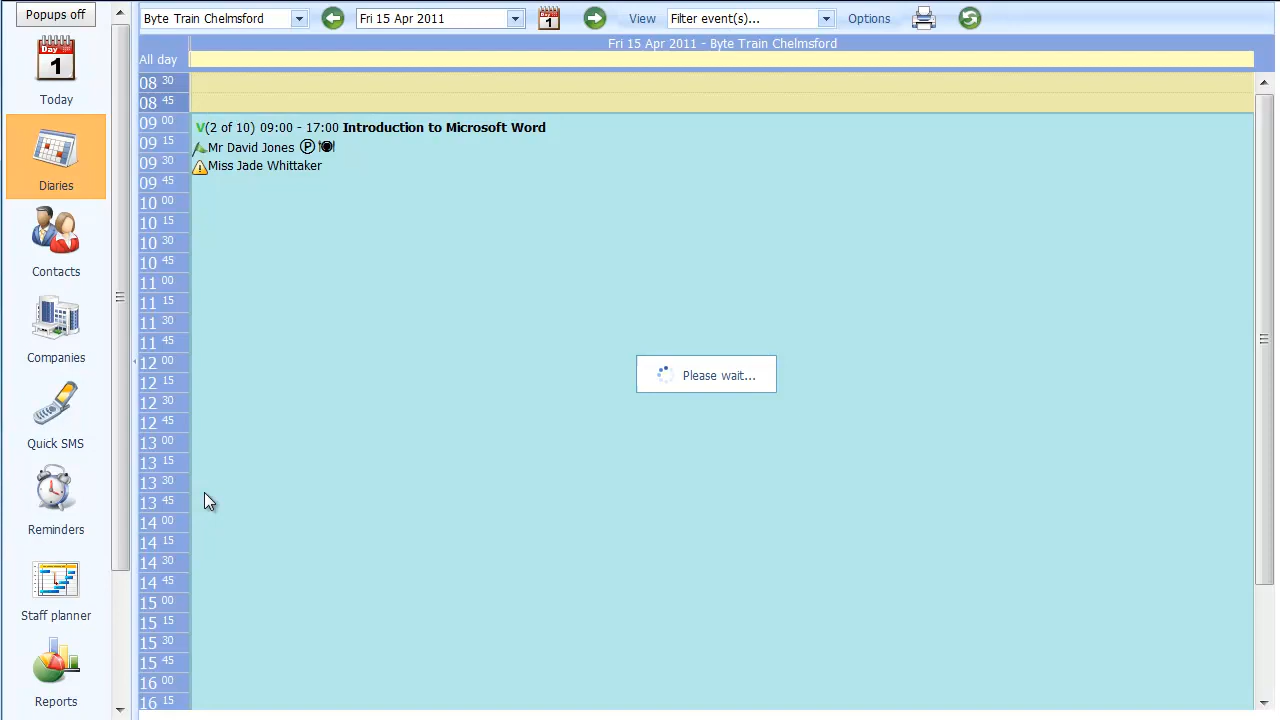 Popups off
Today
Diaries
Contacts
Companies
Quick SMS
Reminders
Staff planner
Reports
Byte Train Chelmsford
Fri 15 Apr 2011
Day 1
View
Filter event(s)...
Options
Fri 15 Apr 2011 - Byte Train Chelmsford
All day
08 30
08 45
09 00
09 15
09 30
09 45
10 00
10 15
10 30
10 45
11 00
11 15
11 30
11 45
12 00
12 15
12 30
12 45
13 00
13 15
13 30
13 45
14 00
14 15
14 30
14 45
15 00
15 15
15 30
15 45
16 00
16 15
V(2 of 10) 09:00 - 17:00 Introduction to Microsoft Word
Mr David Jones Ⓟ
Miss Jade Whittaker
Please wait...